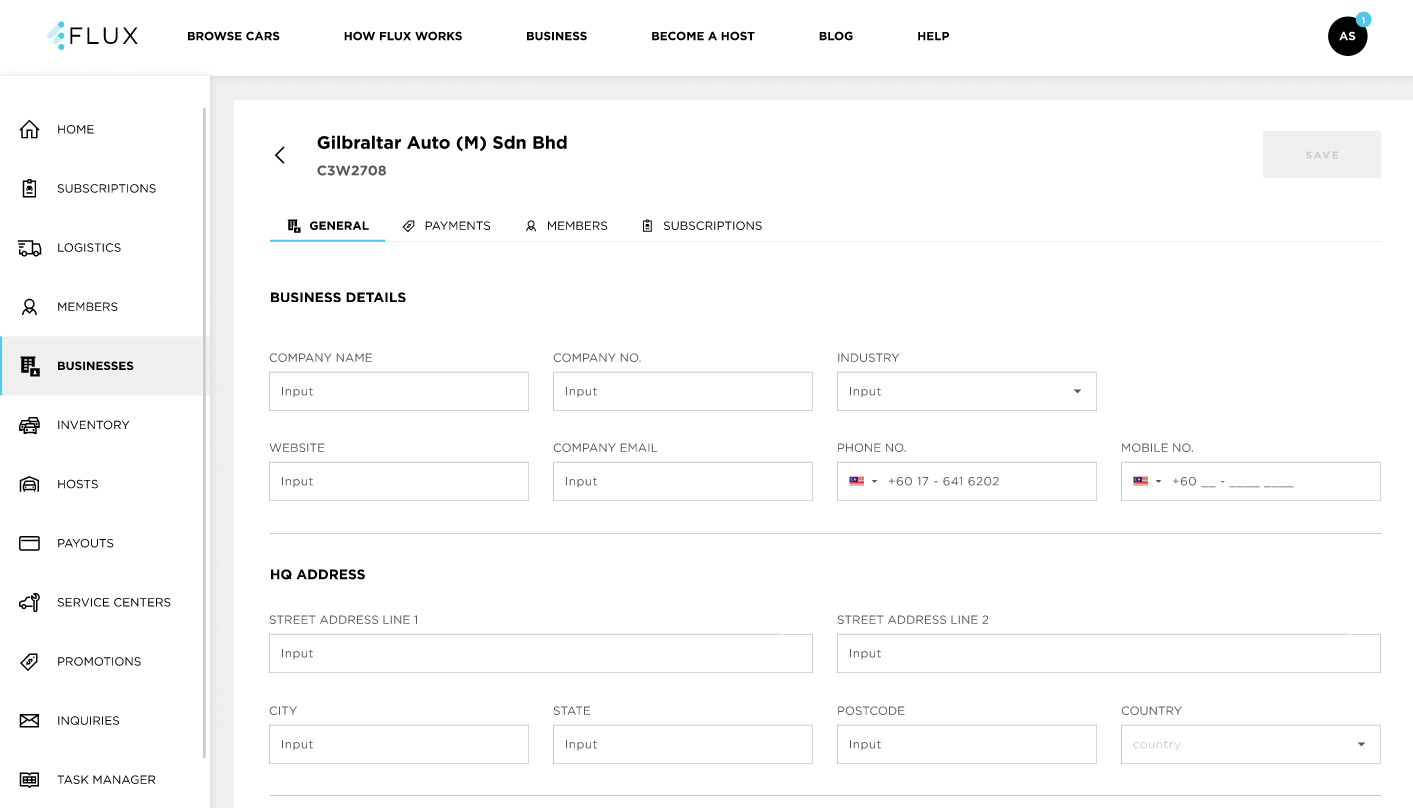 FLUX
BROWSE CARS
HOW FLUX WORKS
BUSINESS
BECOME A HOST
BLOG
HELP
AS
1
HOME
SUBSCRIPTIONS
LOGISTICS
MEMBERS
BUSINESSES
INVENTORY
HOSTS
PAYOUTS
SERVICE CENTERS
PROMOTIONS
INQUIRIES
TASK MANAGER
Gilbraltar Auto (M) Sdn Bhd
C3W2708
SAVE
GENERAL
PAYMENTS
MEMBERS
SUBSCRIPTIONS
BUSINESS DETAILS
COMPANY NAME
Input
COMPANY NO.
Input
INDUSTRY
Input
WEBSITE
Input
COMPANY EMAIL
Input
PHONE NO.
+60 17 - 641 6202
MOBILE NO.
+60 __ - ____ ____
HQ ADDRESS
STREET ADDRESS LINE 1
Input
STREET ADDRESS LINE 2
Input
CITY
Input
STATE
Input
POSTCODE
Input
COUNTRY
country